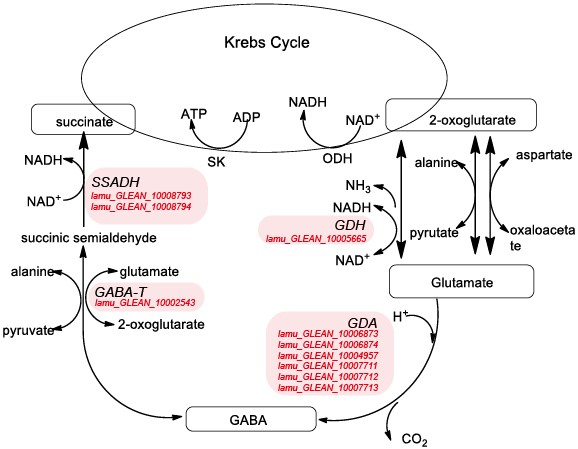 Krebs Cycle
succinate
ATP
ADP
SK
NADH
NAD+
ODH
2-oxoglutarate
NADH
NAD+
SSADH
lamu_GLEAN_10008793
lamu_GLEAN_10008794
succinic semialdehyde
alanine
pyruvate
glutamate
GABA-T
lamu_GLEAN_10002543
2-oxoglutarate
NH3
NADH
GDH
lamu_GLEAN_10005665
NAD+
alanine
pyrutate
aspartate
oxaloaceta
te
Glutamate
H+
GDA
lamu_GLEAN_10006873
lamu_GLEAN_10006874
lamu_GLEAN_10004957
lamu_GLEAN_10007711
lamu_GLEAN_10007712
lamu_GLEAN_10007713
GABA
CO2